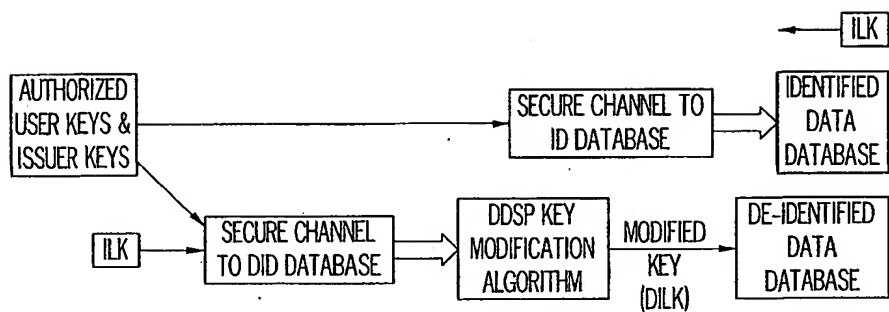 ILK
AUTHORIZED
USER KEYS &
ISSUER KEYS
SECURE CHANNEL TO
ID DATABASE
IDENTIFIED
DATA
DATABASE
ILK
SECURE CHANNEL
TO DID DATABASE
DDSP KEY
MODIFICATION
ALGORITHM
MODIFIED
KEY
(DILK)
DE-IDENTIFIED
DATA
DATABASE